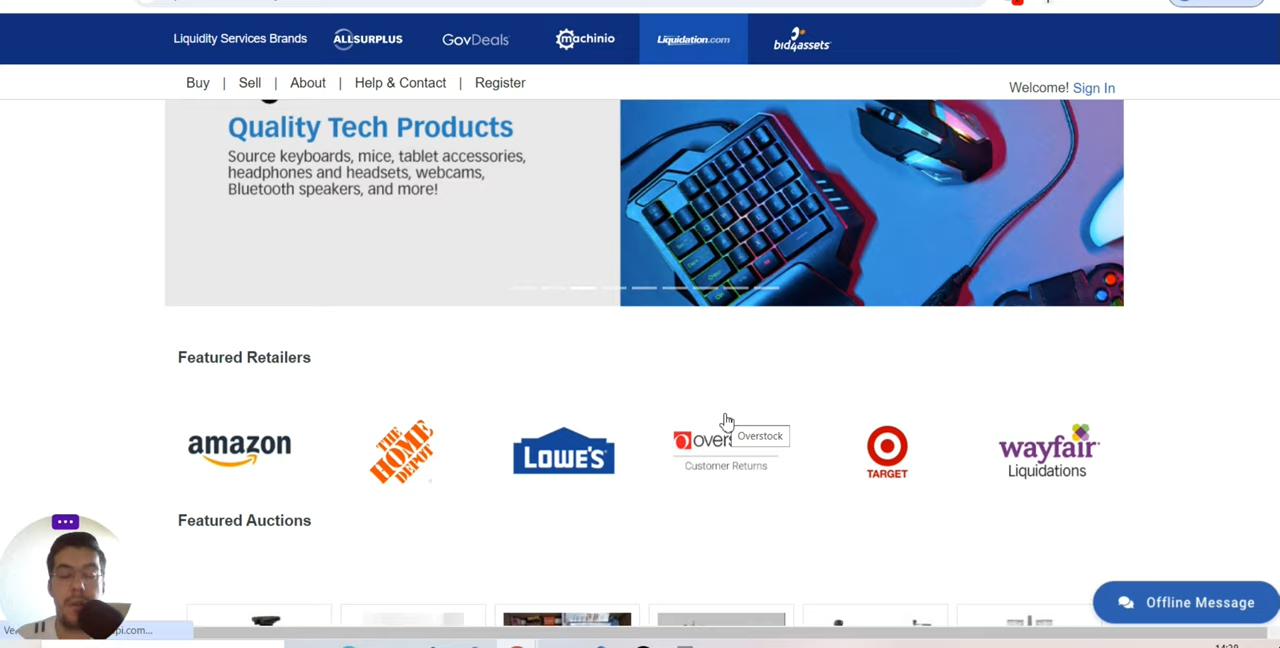 Liquidity Services Brands ALLSURPLUS GovDeals machinio Liquidation.com bid4assets
Buy | Sell | About | Help & Contact | Register
Welcome! Sign In
Quality Tech Products
Source keyboards, mice, tablet accessories,
headphones and headsets, webcams,
Bluetooth speakers, and more!
Featured Retailers
amazon
THE HOME DEPOT
LOWE'S
Overstock
Customer Returns
TARGET
wayfair
Liquidations
Featured Auctions
Offline Message